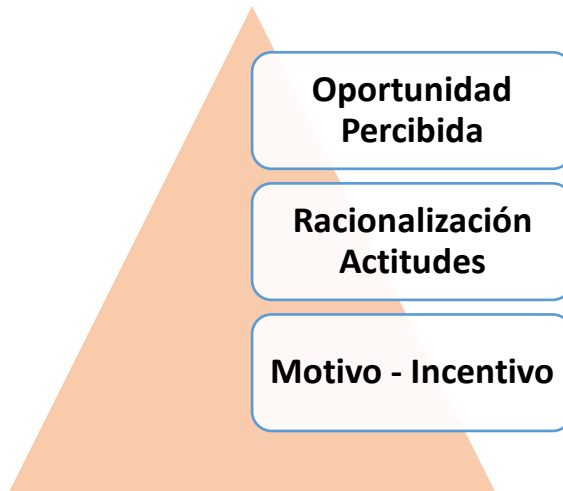 Oportunidad
Percibida
Racionalización
Actitudes
Motivo - Incentivo